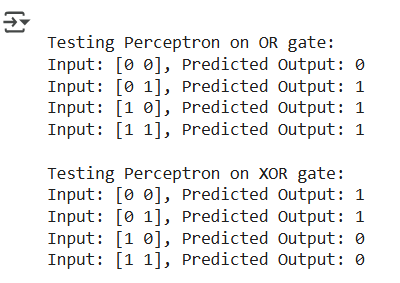 Testing Perceptron on OR gate:
Input: [0 0], Predicted Output: 0
Input: [0 1], Predicted Output: 1
Input: [1 0], Predicted Output: 1
Input: [1 1], Predicted Output: 1

Testing Perceptron on XOR gate:
Input: [0 0], Predicted Output: 1
Input: [0 1], Predicted Output: 1
Input: [1 0], Predicted Output: 0
Input: [1 1], Predicted Output: 0